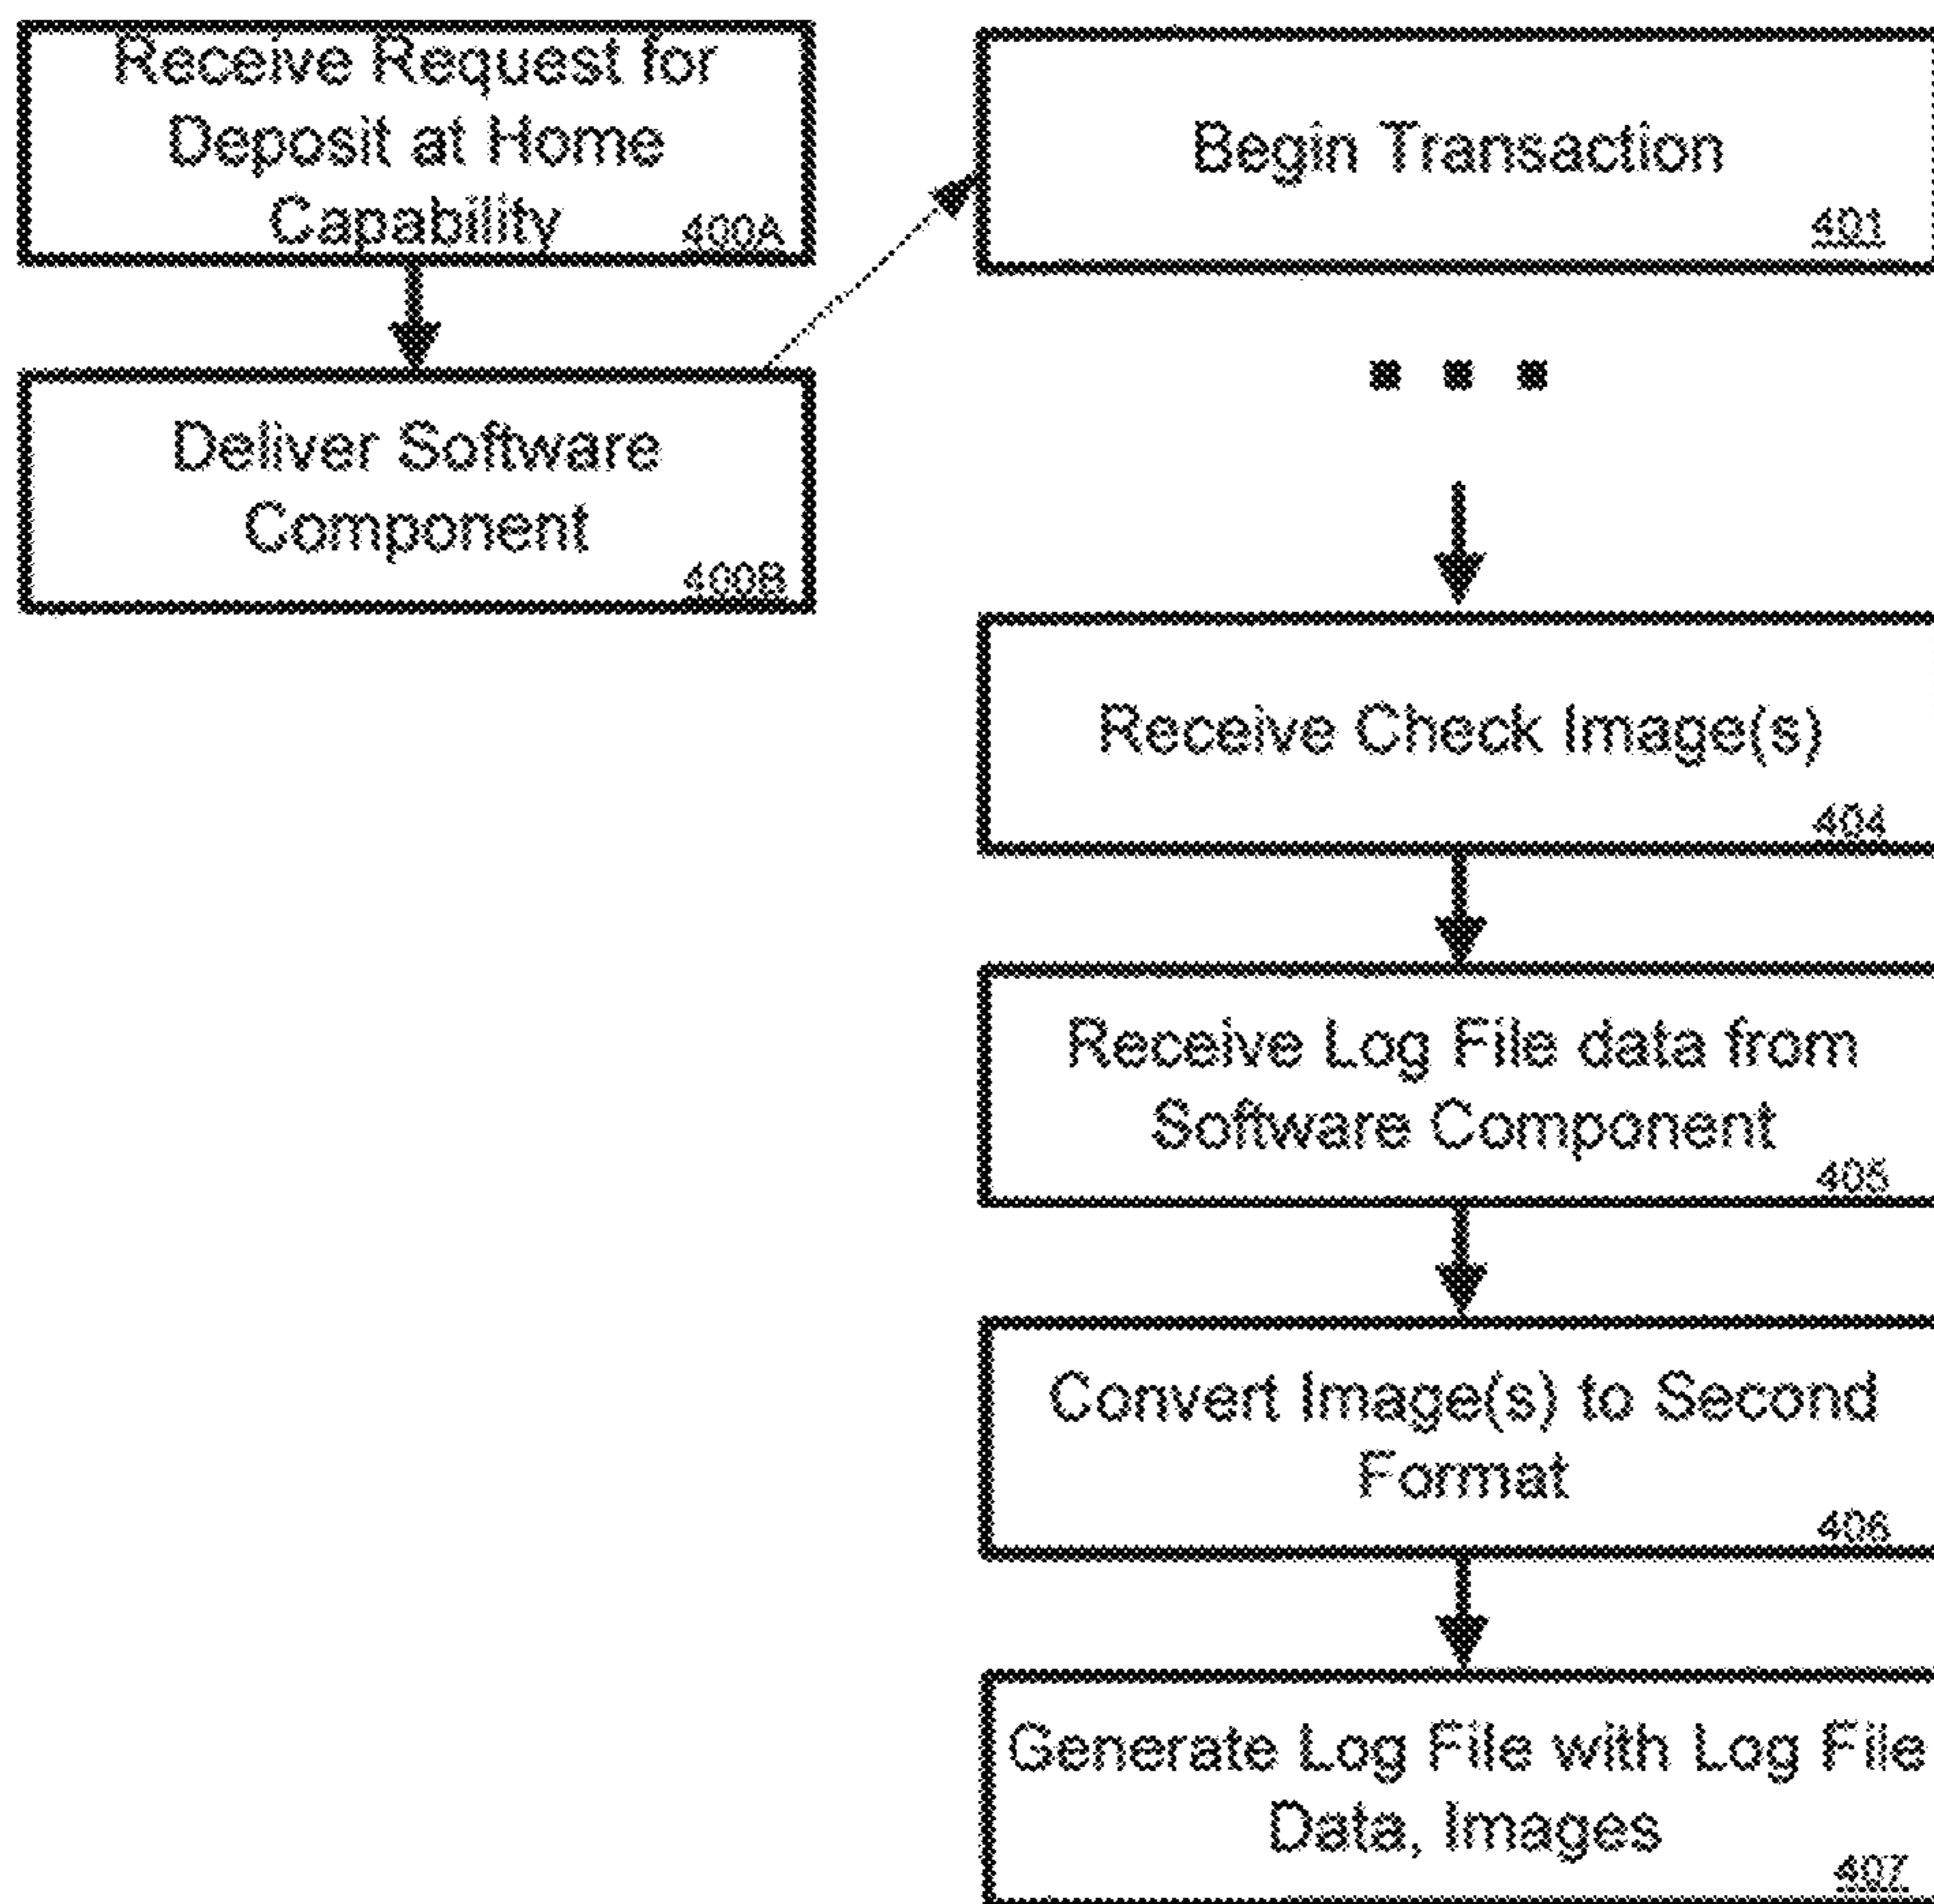 Receive Request for
Deposit at Home
Capability
400A
Deliver Software
Component
400B
Begin Transaction
401
Receive Check Image(s)
404
Receive Log File data from
Software Component
405
Convert Image(s) to Second
Format
406
Generate Log File with Log File
Data, Images
407